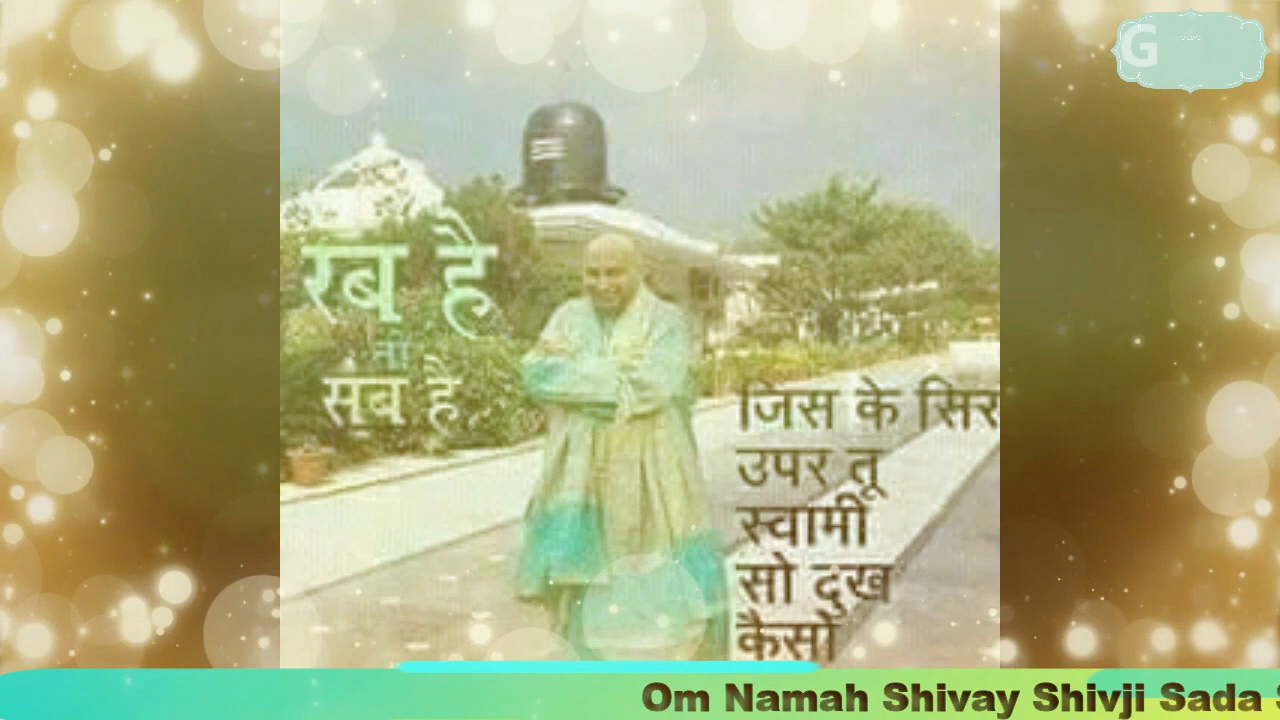 G
रब है
तो
सब है
जिस के सिर
उपर तू
स्वामी
सो दुख
कैसो
Om Namah Shivay Shivji Sada